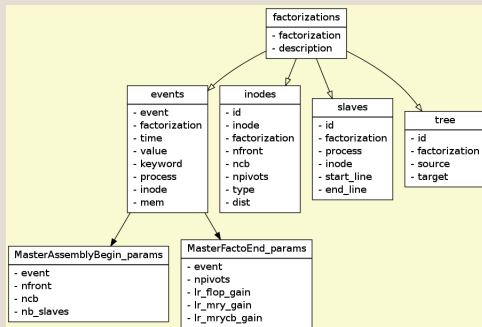 factorizations
- factorization
- description
events
- event
- factorization
- time
- value
- keyword
- process
- inode
- mem
inodes
- id
- inode
- factorization
- nfront
- ncb
- npivots
- type
- dist
slaves
- id
- factorization
- process
- inode
- start_line
- end_line
tree
- id
- factorization
- source
- target
MasterAssemblyBegin_params
- event
- nfront
- ncb
- nb_slaves
MasterFactoEnd_params
- event
- npivots
- lr_flop_gain
- lr_mry_gain
- lr_mrycb_gain